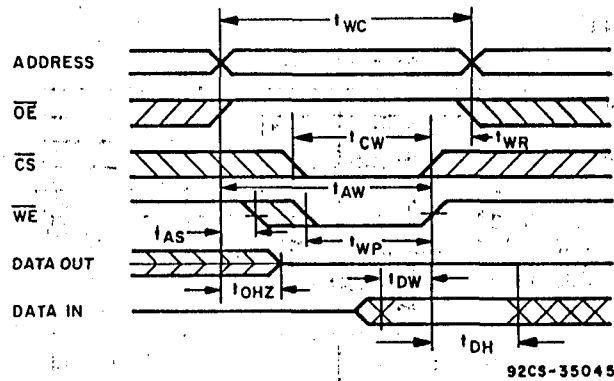 tWC
ADDRESS
OE
tCW
tWR
CS
tAW
WE
tAS
tWP
DATA OUT
tOHZ
tDW
DATA IN
tDH
92CS-35045